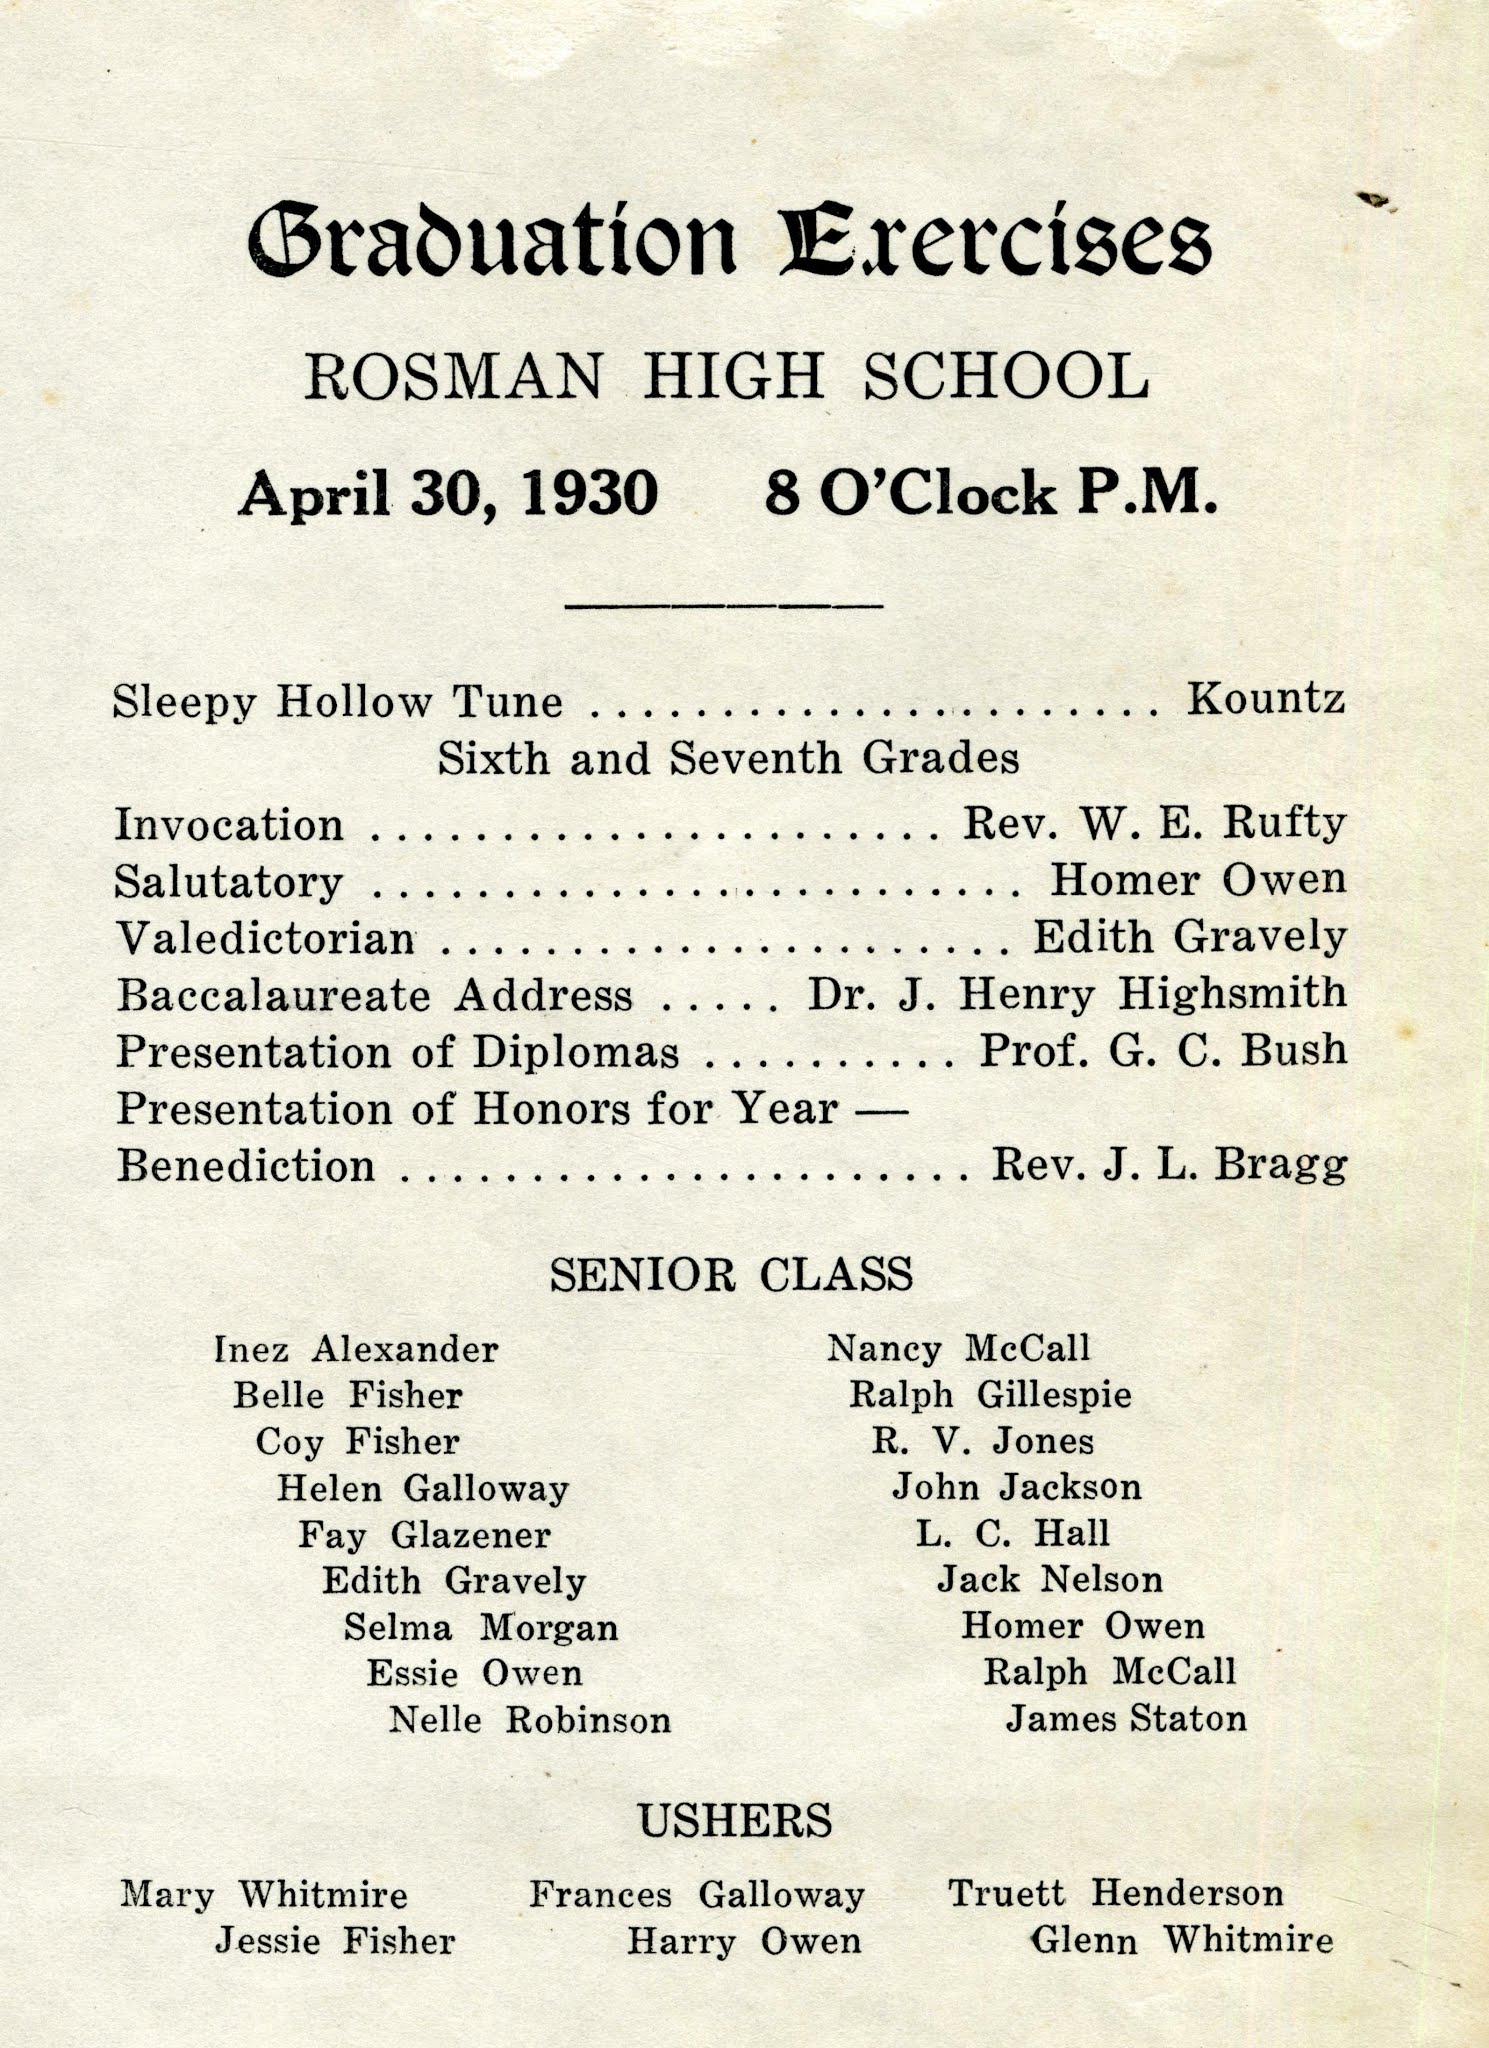 Graduation Exercises
ROSMAN HIGH SCHOOL
April 30, 1930 8 O'Clock P.M.
Sleepy Hollow Tune ...................... Kountz
Sixth and Seventh Grades
Invocation ...................... Rev. W. E. Rufty
Salutatory ......................... Homer Owen
Valedictorian ...................... Edith Gravely
Baccalaureate Address ..... Dr. J. Henry Highsmith
Presentation of Diplomas .......... Prof. G. C. Bush
Presentation of Honors for Year —
Benediction ...................... Rev. J. L. Bragg
SENIOR CLASS
Inez Alexander Nancy McCall
Belle Fisher Ralph Gillespie
Coy Fisher R. V. Jones
Helen Galloway John Jackson
Fay Glazener L. C. Hall
Edith Gravely Jack Nelson
Selma Morgan Homer Owen
Essie Owen Ralph McCall
Nelle Robinson James Staton
USHERS
Mary Whitmire Frances Galloway Truett Henderson
Jessie Fisher Harry Owen Glenn Whitmire